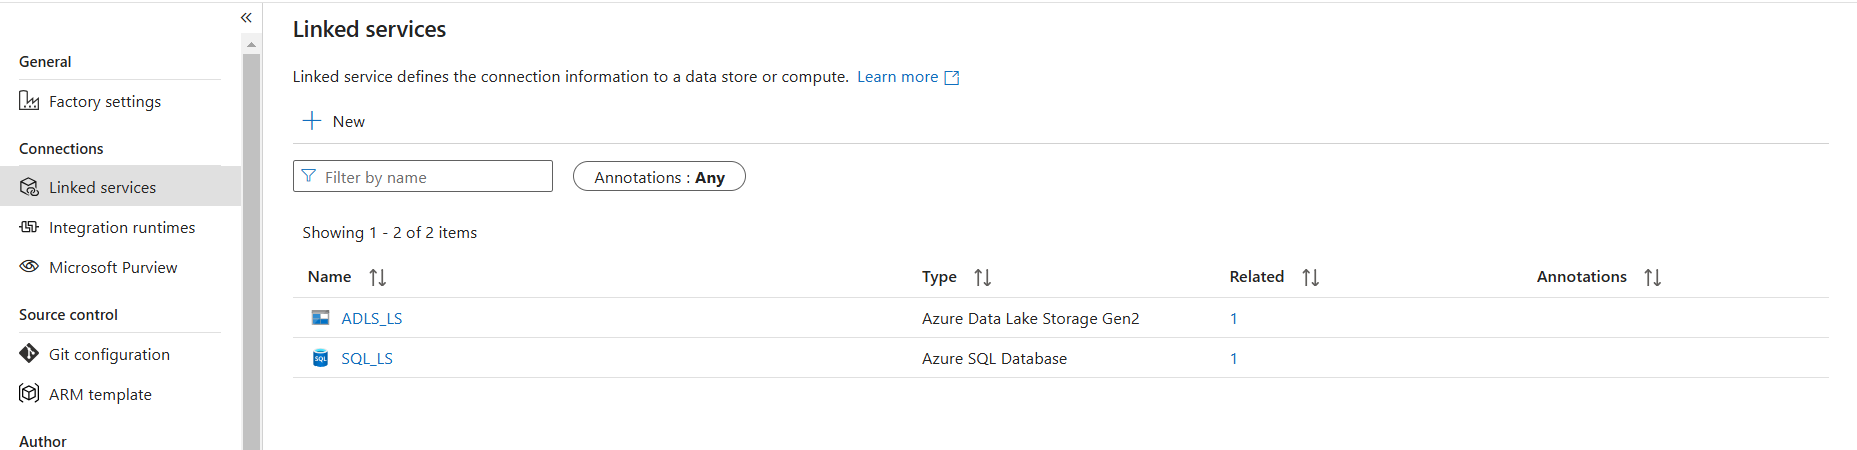 General
Factory settings
Connections
Linked services
Integration runtimes
Microsoft Purview
Source control
Git configuration
ARM template
Author
Linked services
Linked service defines the connection information to a data store or compute. Learn more
New
Filter by name
Annotations : Any
Showing 1 - 2 of 2 items
Name Type Related Annotations
ADLS_LS Azure Data Lake Storage Gen2 1
SQL SQL_LS Azure SQL Database 1